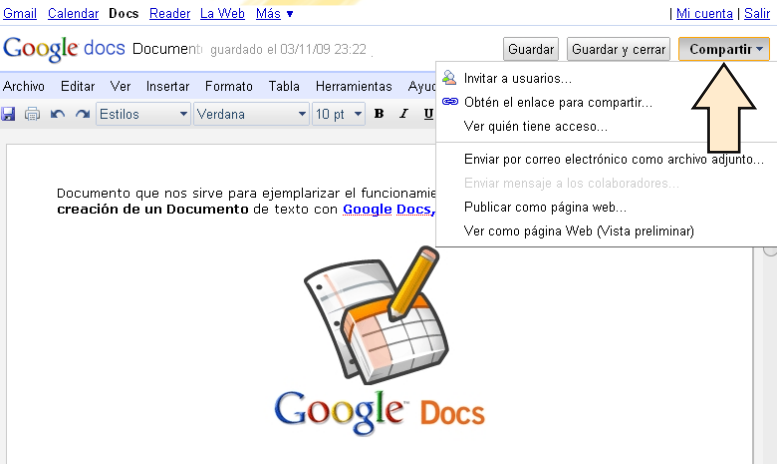 Gmail Calendar Docs Reader La Web Más ▼ | Mi cuenta | Salir
Google docs Document guardado el 03/11/09 23:22 Guardar Guardar y cerrar Compartir
Archivo Editar Ver Insertar Formato Tabla Herramientas Ayu
Estilos Verdana 10 pt B I U
Invitar a usuarios...
Obtén el enlace para compartir...
Ver quién tiene acceso...
Enviar por correo electrónico como archivo adjunto...
Enviar mensaje a los colaboradores...
Publicar como página web...
Ver como página Web (Vista preliminar)
Documento que nos sirve para ejemplarizar el funcionamie
creación de un Documento de texto con Google Docs,
Google™ Docs